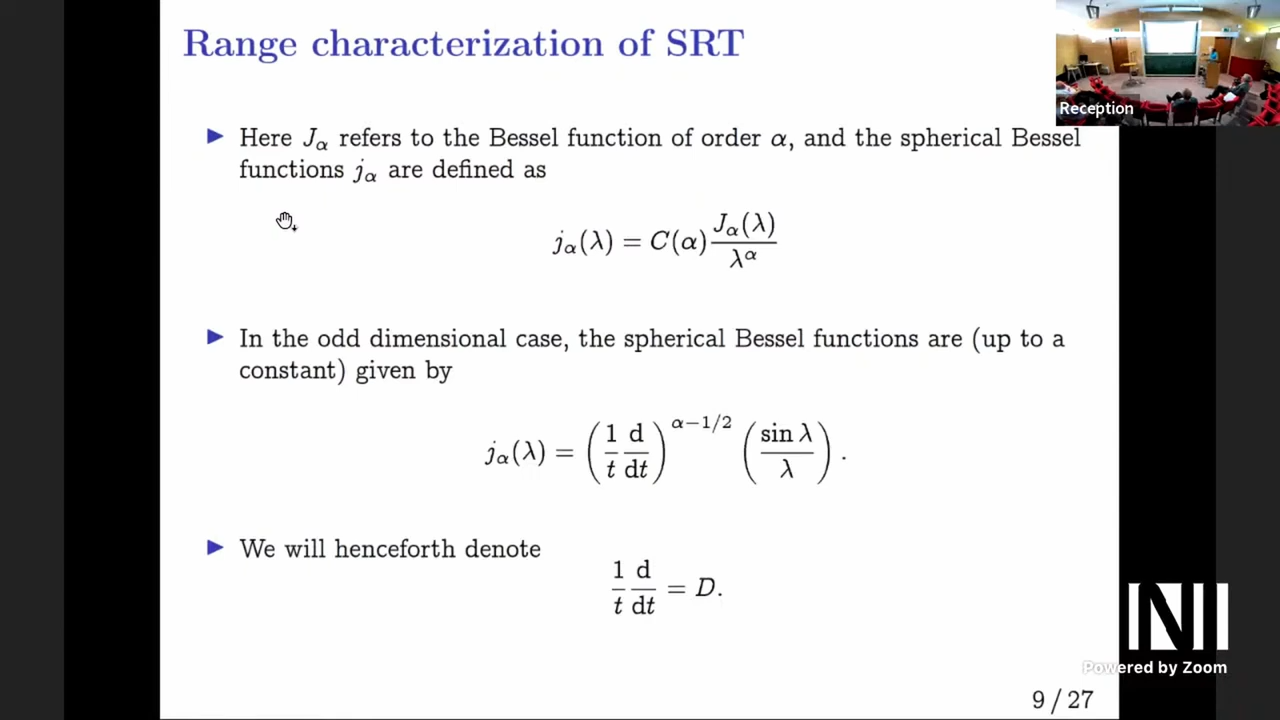 Range characterization of SRT
Reception
▶ Here J_α refers to the Bessel function of order α, and the spherical Bessel
functions j_α are defined as
j_α(λ) = C(α) J_α(λ) / λ^α
▶ In the odd dimensional case, the spherical Bessel functions are (up to a
constant) given by
j_α(λ) = (1/t d/dt)^{α−1/2} (sin λ / λ).
▶ We will henceforth denote
1/t d/dt = D.
Powered by Zoom
9 / 27